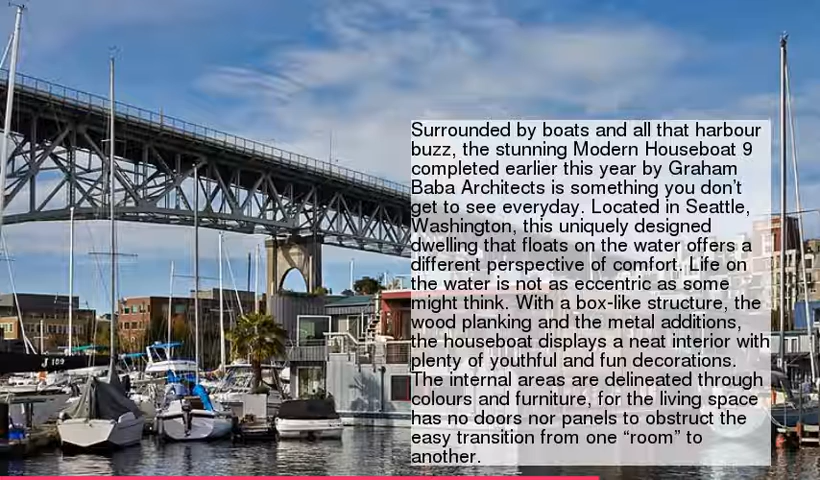 Surrounded by boats and all that harbour
buzz, the stunning Modern Houseboat 9
completed earlier this year by Graham
Baba Architects is something you don't
get to see everyday. Located in Seattle,
Washington, this uniquely designed
dwelling that floats on the water offers a
different perspective of comfort. Life on
the water is not as eccentric as some
might think. With a box-like structure, the
wood planking and the metal additions,
the houseboat displays a neat interior with
plenty of youthful and fun decorations.
The internal areas are delineated through
colours and furniture, for the living space
has no doors nor panels to obstruct the
easy transition from one “room” to
another.
J 109